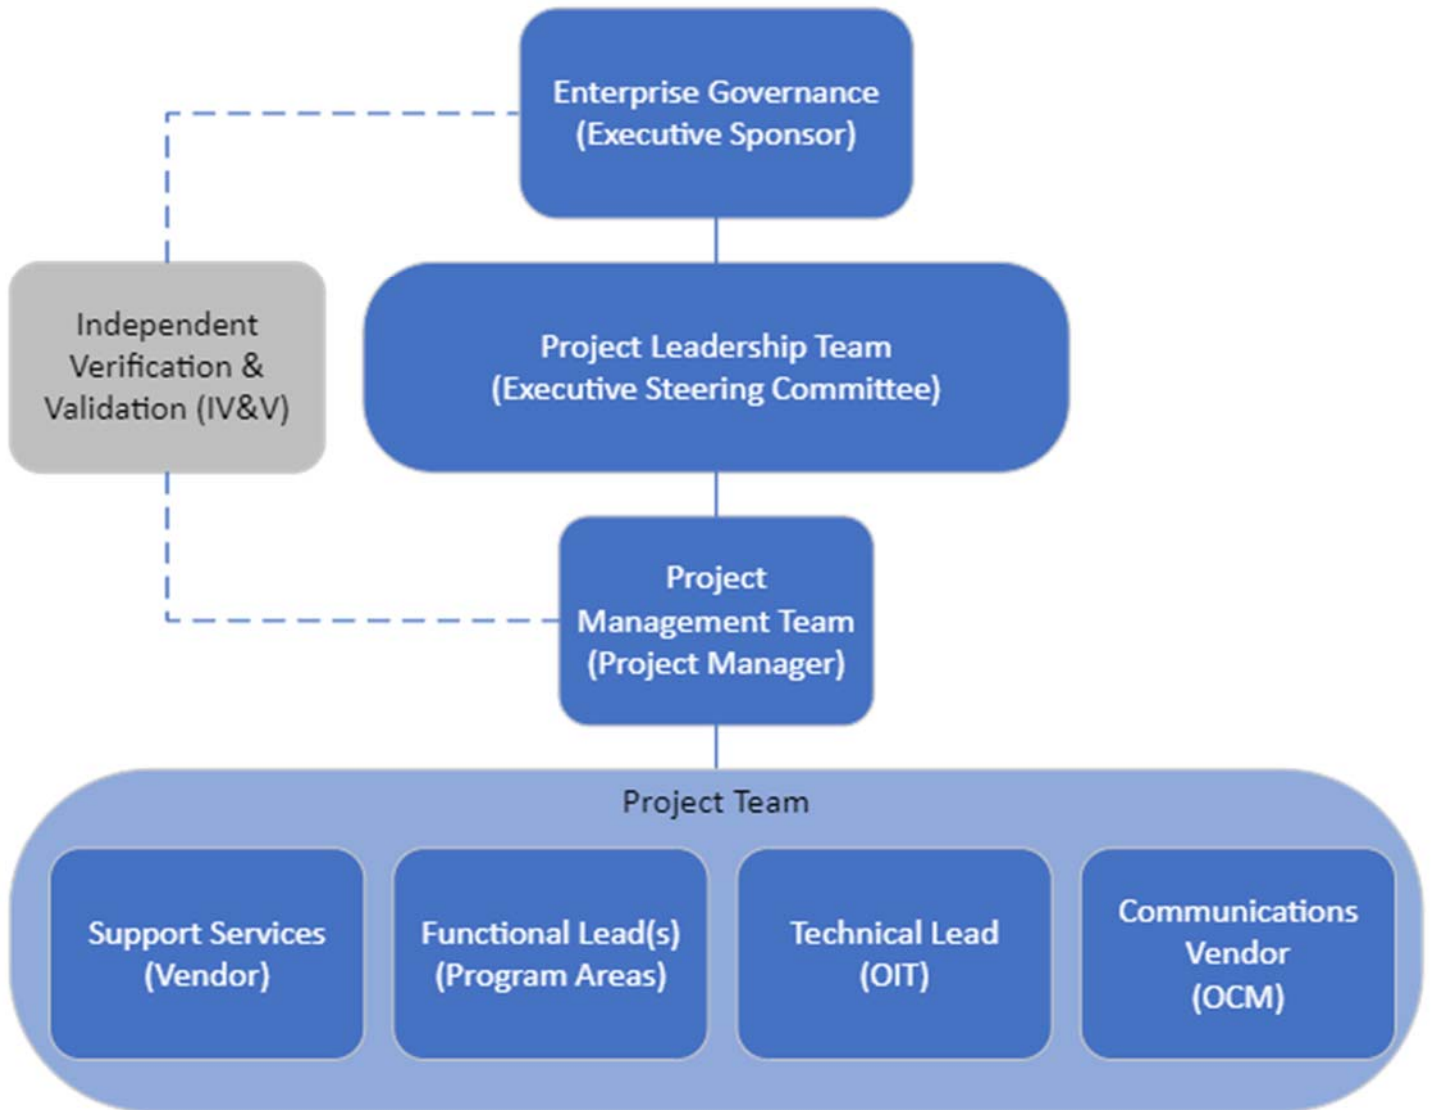 Enterprise Governance
(Executive Sponsor)
Independent
Verification &
Validation (IV&V)
Project Leadership Team
(Executive Steering Committee)
Project
Management Team
(Project Manager)
Project Team
Support Services
(Vendor)
Functional Lead(s)
(Program Areas)
Technical Lead
(OIT)
Communications
Vendor
(OCM)